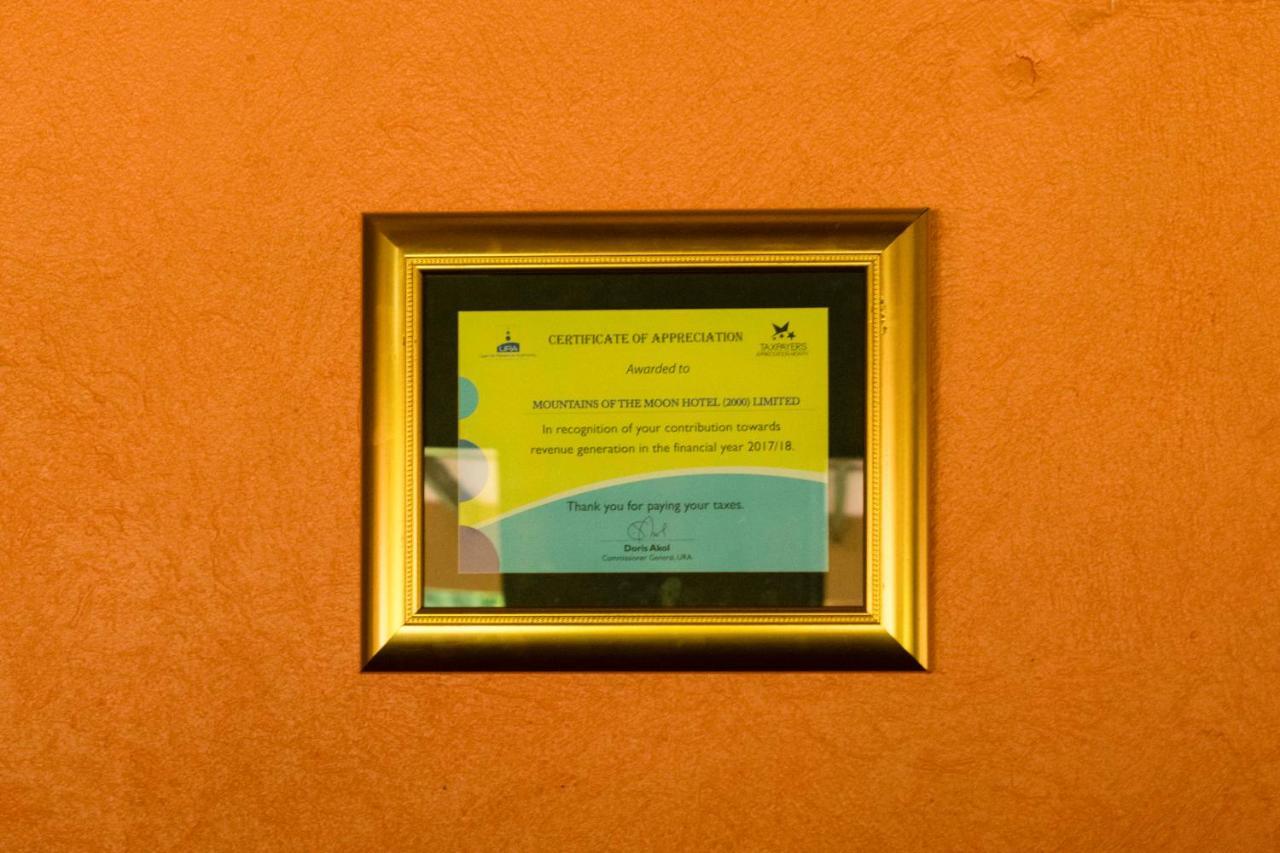 URA
CERTIFICATE OF APPRECIATION
TAXPAYERS
APPRECIATION MONTH
Awarded to
MOUNTAINS OF THE MOON HOTEL (2000) LIMITED
In recognition of your contribution towards
revenue generation in the financial year 2017/18.
Thank you for paying your taxes.
Doris Akol
Commissioner General, URA